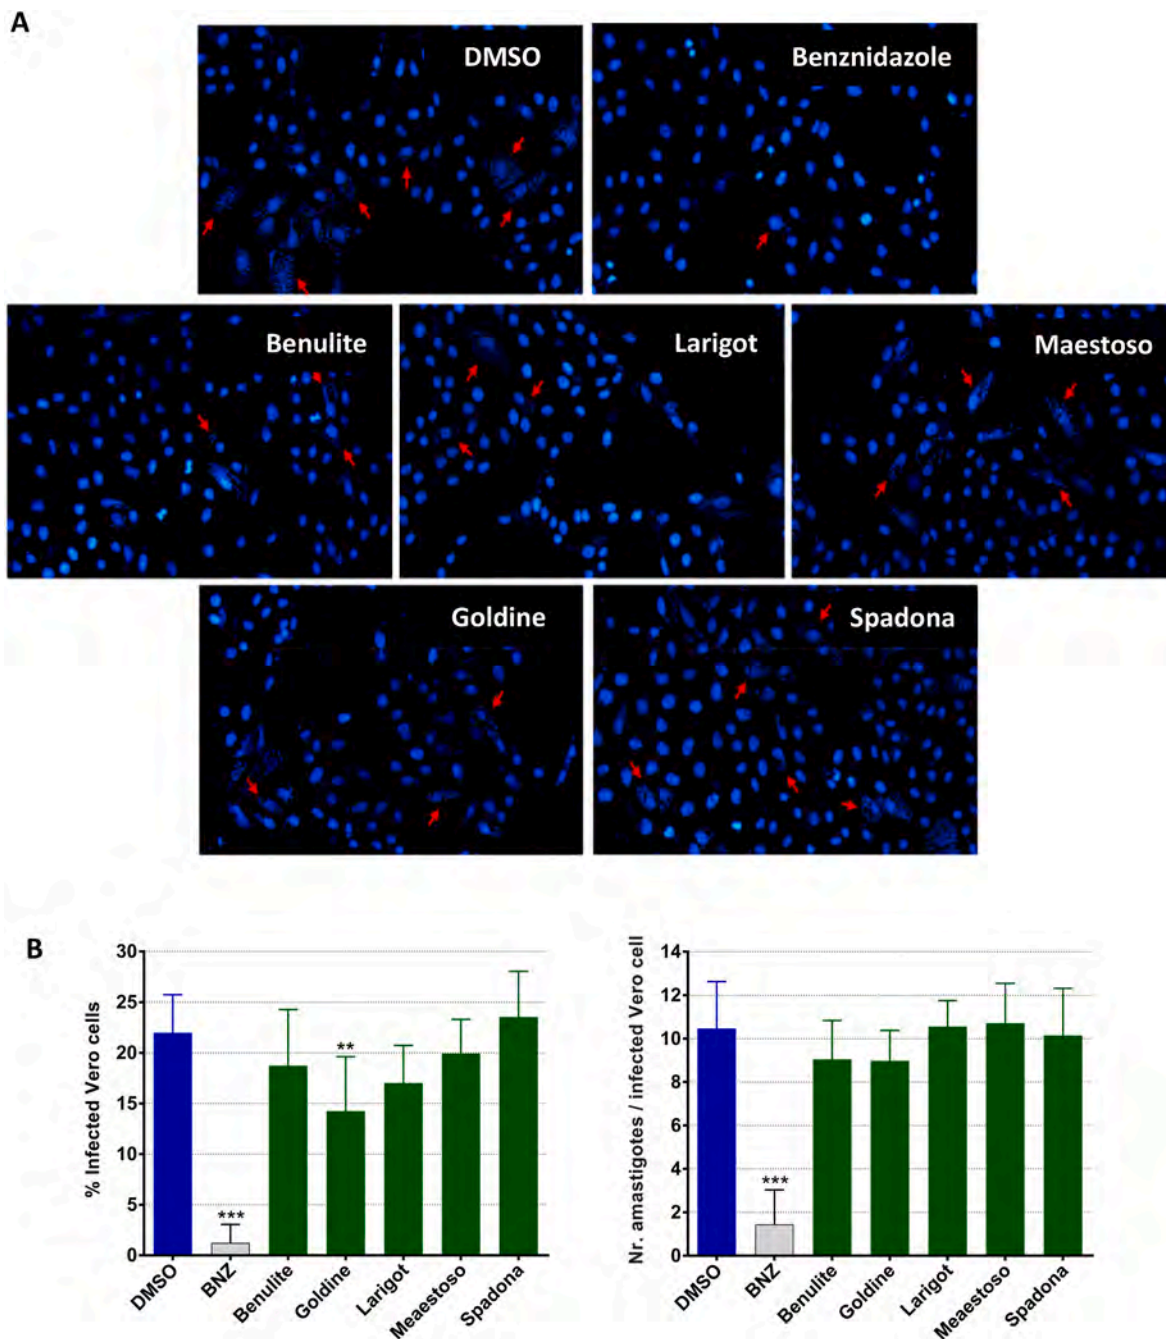 A
DMSO
Benznidazole
Benulite
Larigot
Maestoso
Goldine
Spadona
B
% Infected Vero cells
30
25
20
15
10
5
0
***
**
DMSO
BNZ
Benulite
Goldine
Larigot
Meaestoso
Spadona
Nr. amastigotes / infected Vero cell
14
12
10
8
6
4
2
0
***
DMSO
BNZ
Benulite
Goldine
Larigot
Meaestoso
Spadona